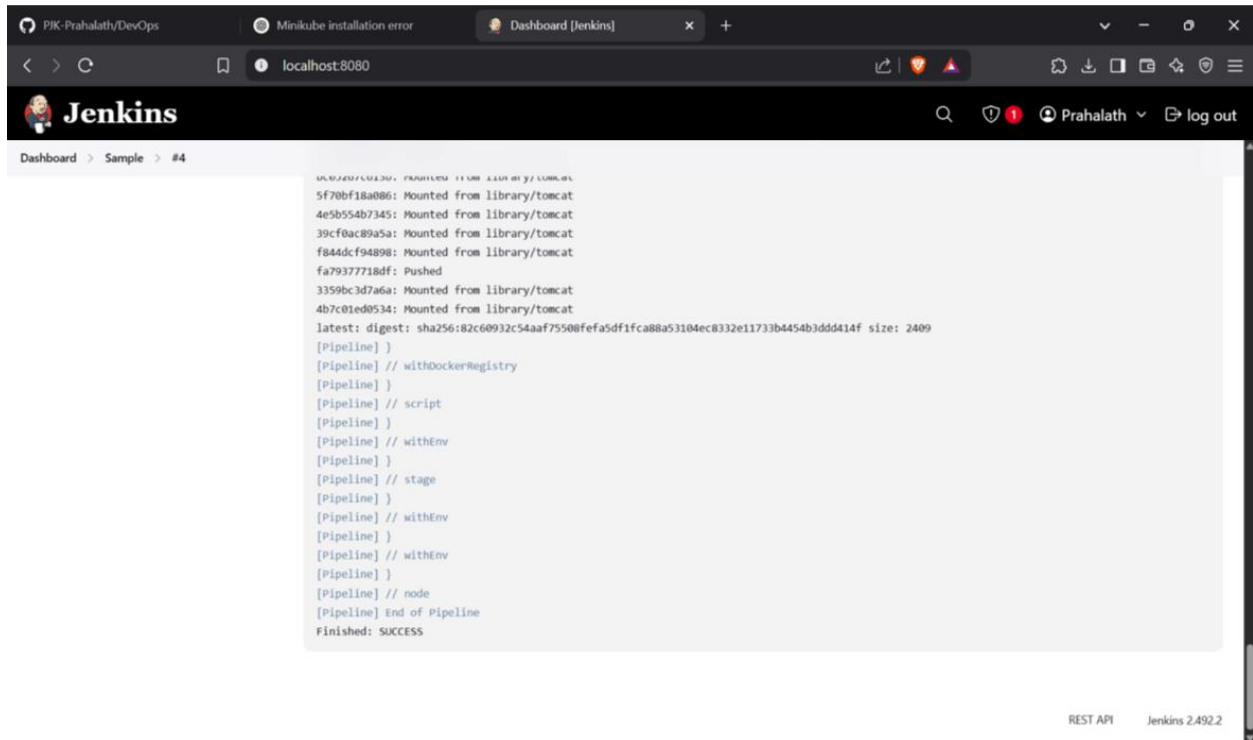 PJK-Prahalath/DevOps
Minikube installation error
Dashboard [Jenkins]
localhost:8080
Jenkins
1
Prahalath
log out
Dashboard > Sample > #4
Mounted from library/tomcat
5f70bf18a086: Mounted from library/tomcat
4e5b554b7345: Mounted from library/tomcat
39cf0ac89a5a: Mounted from library/tomcat
f844dcf94898: Mounted from library/tomcat
fa79377718df: Pushed
3359bc3d7a6a: Mounted from library/tomcat
4b7c01ed0534: Mounted from library/tomcat
latest: digest: sha256:82c60932c54aaf75508fefa5df1fca88a53104ec8332e11733b4454b3ddd414f size: 2409
[Pipeline] }
[Pipeline] // withDockerRegistry
[Pipeline] }
[Pipeline] // script
[Pipeline] }
[Pipeline] // withEnv
[Pipeline] }
[Pipeline] // stage
[Pipeline] }
[Pipeline] // withEnv
[Pipeline] }
[Pipeline] // withEnv
[Pipeline] }
[Pipeline] // node
[Pipeline] End of Pipeline
Finished: SUCCESS
REST API
Jenkins 2.492.2